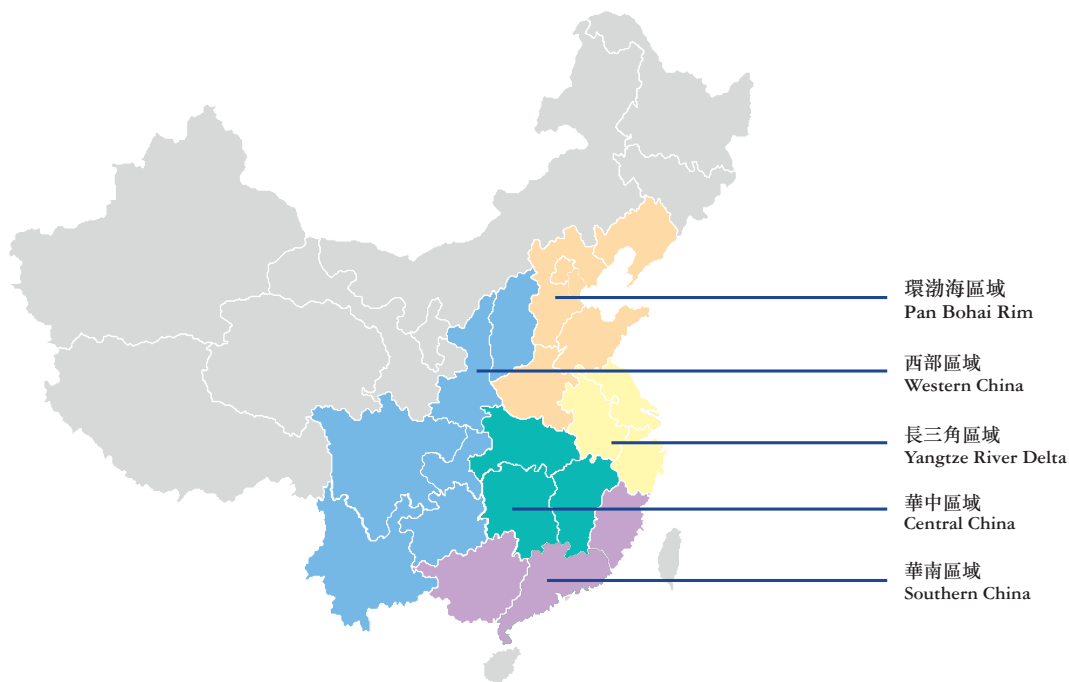 環渤海區域
Pan Bohai Rim
西部區域
Western China
長三角區域
Yangtze River Delta
華中區域
Central China
華南區域
Southern China